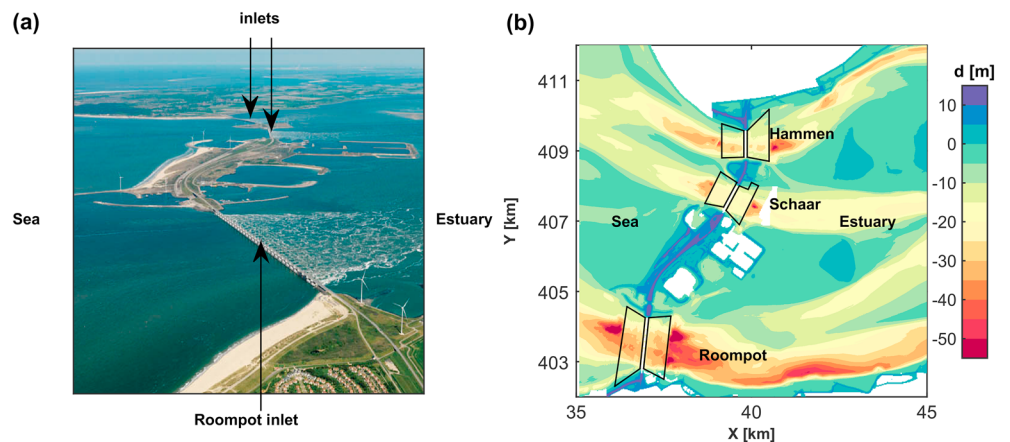 (a)
inlets
Sea
Estuary
Roompot inlet
(b)
411
409
407
405
403
Y [km]
35
40
45
X [km]
Hammen
Schaar
Sea
Estuary
Roompot
d [m]
10
0
-10
-20
-30
-40
-50